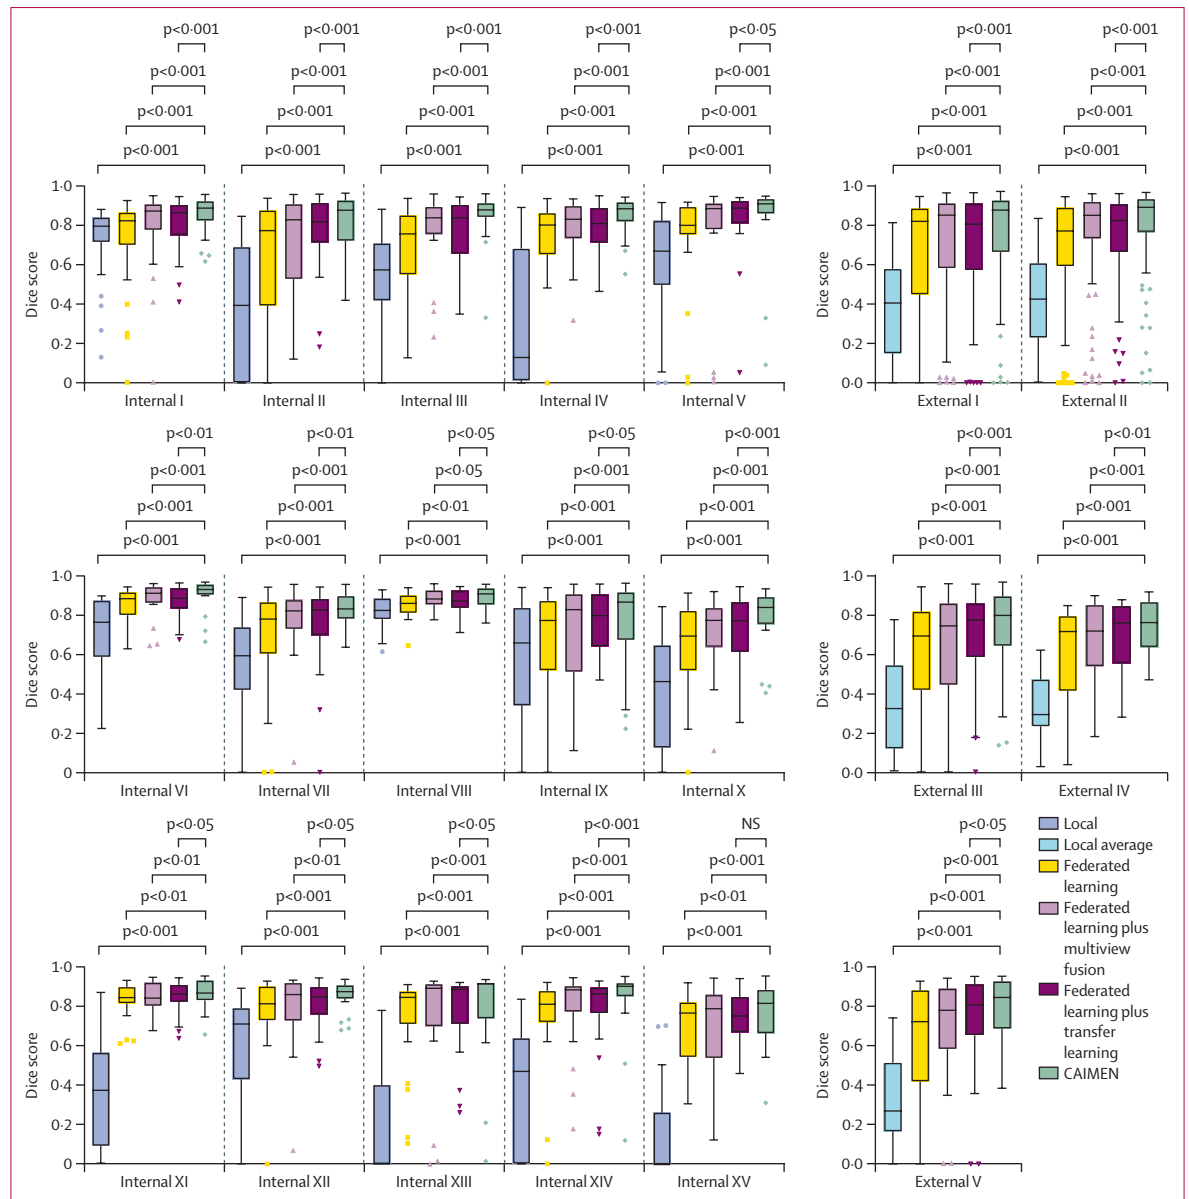 p<0·001 p<0·001 p<0·001 p<0·001 p<0·05 p<0·001 p<0·001
p<0·001 p<0·001 p<0·001 p<0·001 p<0·001 p<0·001 p<0·001
p<0·001 p<0·001 p<0·001 p<0·001 p<0·001 p<0·001 p<0·001
p<0·001 p<0·001 p<0·001 p<0·001 p<0·001 p<0·001 p<0·001
1·0
0·8
0·6
0·4
0·2
0
Dice score
Internal I Internal II Internal III Internal IV Internal V
1·0
0·8
0·6
0·4
0·2
0·0
Dice score
External I External II
p<0·01 p<0·01 p<0·05 p<0·05 p<0·001 p<0·001 p<0·01
p<0·001 p<0·001 p<0·05 p<0·001 p<0·001 p<0·001 p<0·001
p<0·001 p<0·001 p<0·01 p<0·001 p<0·001 p<0·001 p<0·001
p<0·001 p<0·001 p<0·001 p<0·001 p<0·001 p<0·001 p<0·001
1·0
0·8
0·6
0·4
0·2
0
Dice score
Internal VI Internal VII Internal VIII Internal IX Internal X
1·0
0·8
0·6
0·4
0·2
0·0
Dice score
External III External IV
p<0·05 p<0·05 p<0·05 p<0·001 NS p<0·05
p<0·01 p<0·01 p<0·001 p<0·001 p<0·001 p<0·001
p<0·01 p<0·001 p<0·001 p<0·001 p<0·01 p<0·001
p<0·001 p<0·001 p<0·001 p<0·001 p<0·001 p<0·001
1·0
0·8
0·6
0·4
0·2
0
Dice score
Internal XI Internal XII Internal XIII Internal XIV Internal XV
1·0
0·8
0·6
0·4
0·2
0·0
Dice score
External V
Local
Local average
Federated
learning
Federated
learning plus
multiview
fusion
Federated
learning plus
transfer
learning
CAIMEN